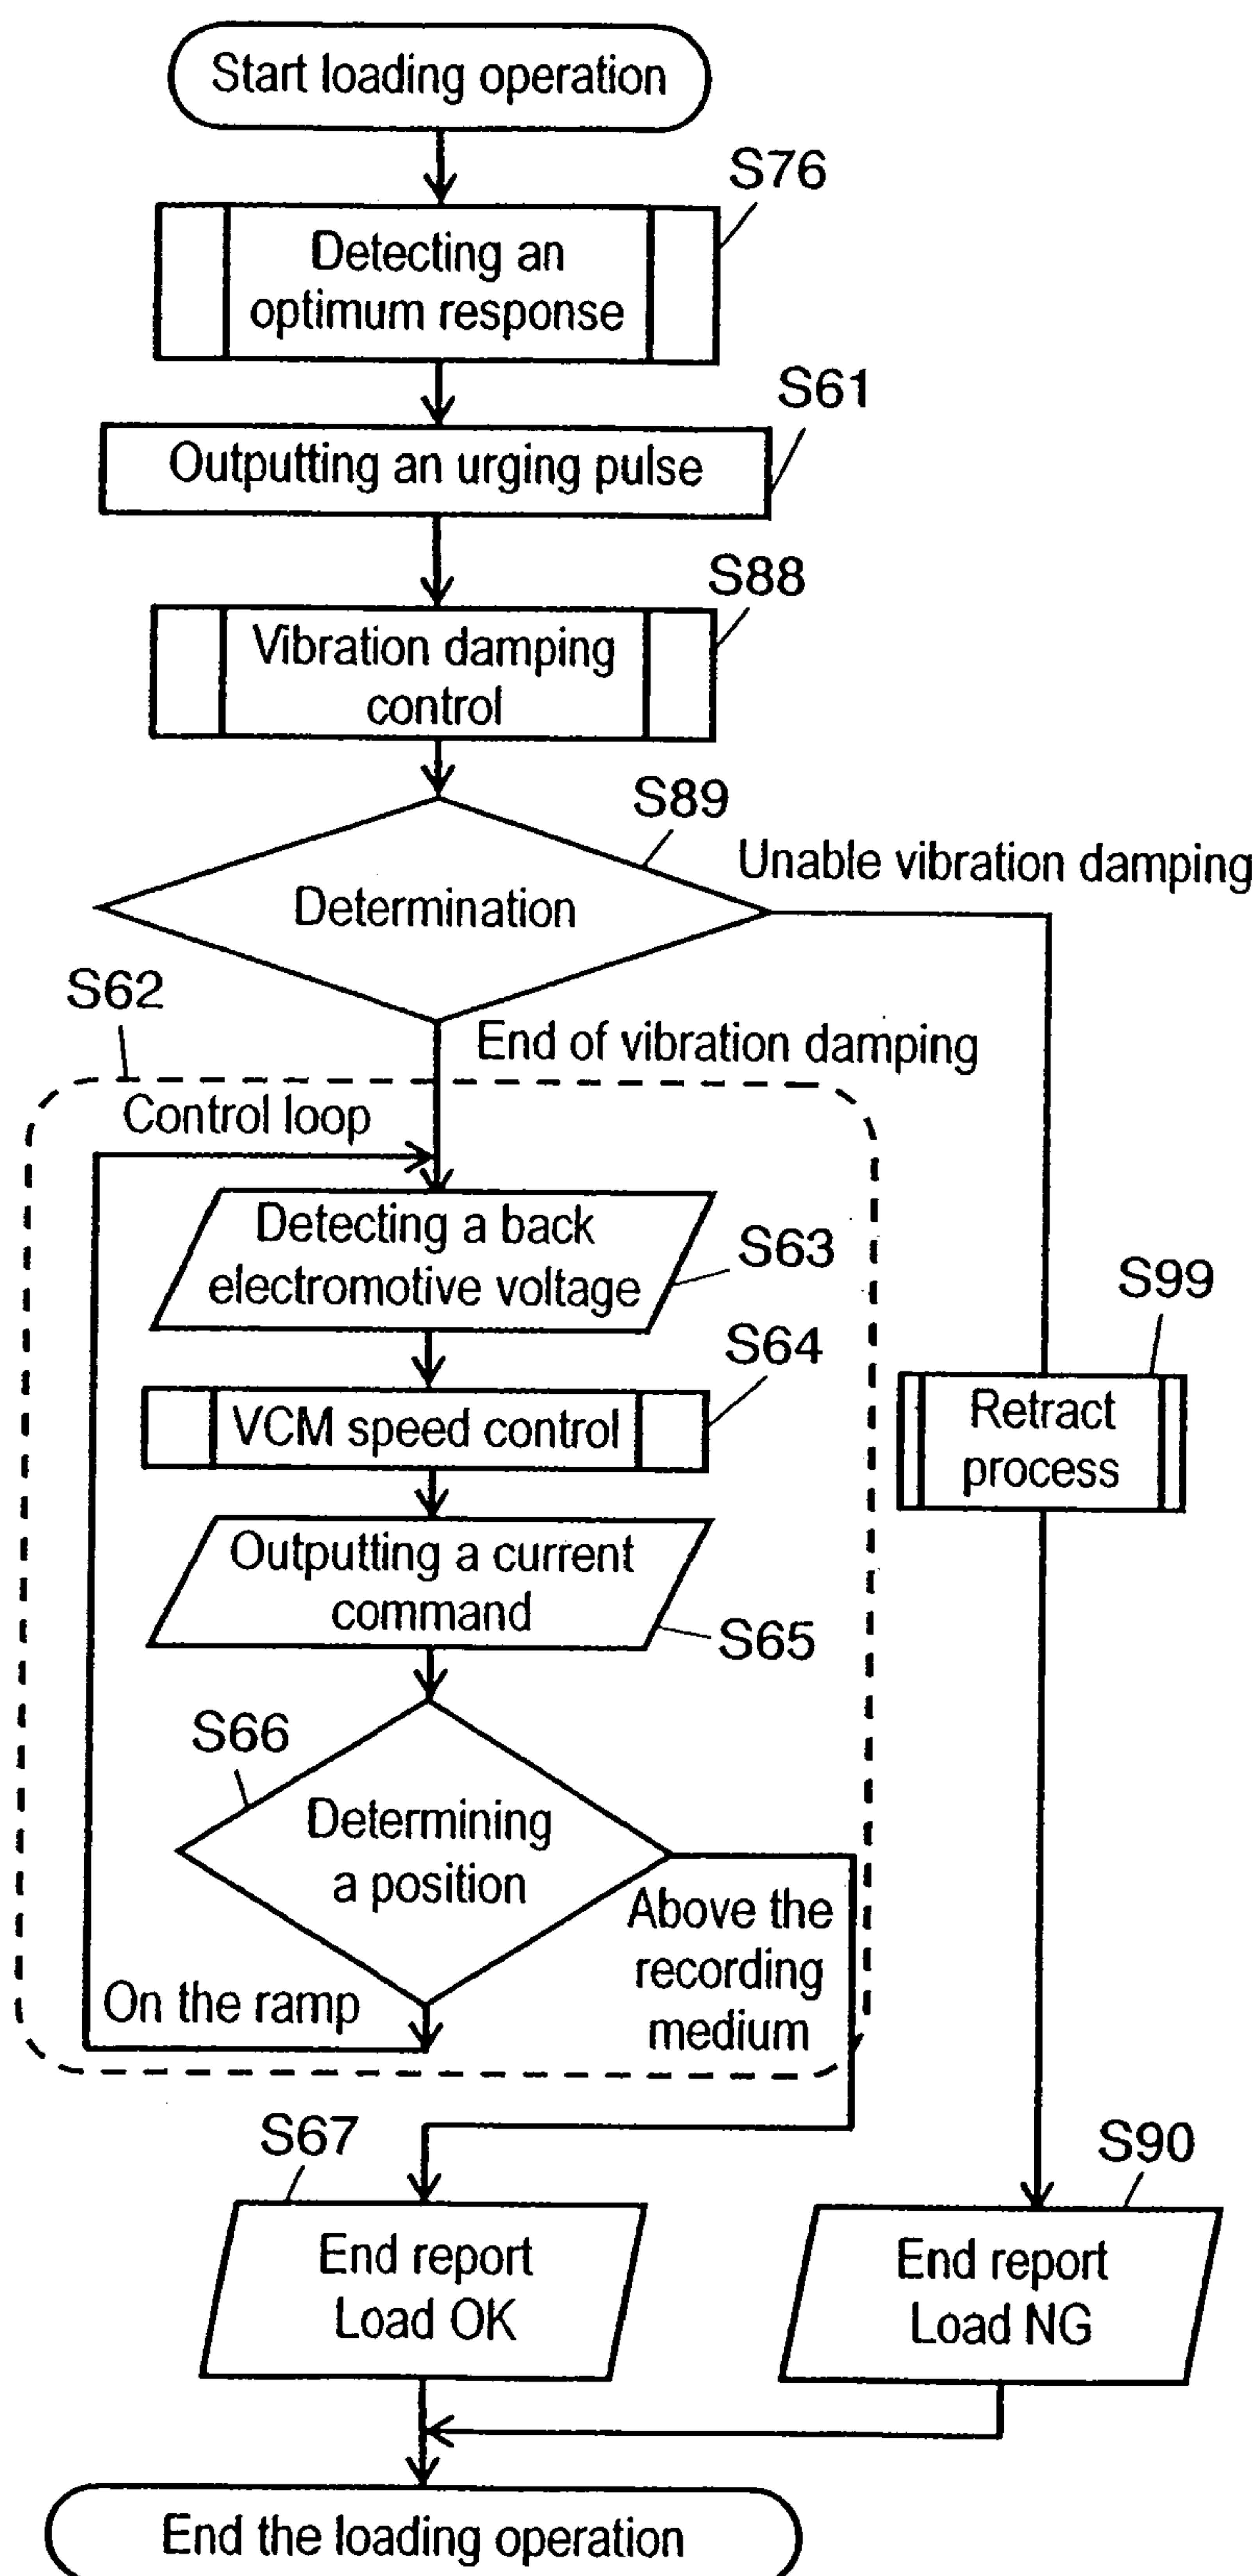 Start loading operation
S76
Detecting an
optimum response
S61
Outputting an urging pulse
S88
Vibration damping
control
S89
Unable vibration damping
Determination
S62
End of vibration damping
Control loop
Detecting a back
electromotive voltage
S63
S64
VCM speed control
S99
Retract
process
Outputting a current
command
S65
S66
Determining
a position
Above the
recording
medium
On the ramp
S67
S90
End report
Load OK
End report
Load NG
End the loading operation